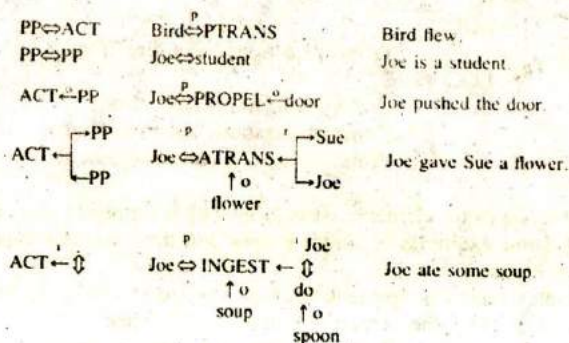 p
PP⇔ACT Bird⇔PTRANS Bird flew.
PP⇔PP Joe⇔student Joe is a student.
p
ACT←o PP Joe⇔PROPEL←o door Joe pushed the door.
→PP p r →Sue
ACT← Joe⇔ATRANS← Joe gave Sue a flower.
←PP ↑ o →Joe
flower
p ı Joe
ACT ←ı ⇕ Joe⇔ INGEST ← ⇕ Joe ate some soup.
↑ o do
soup ↑ o
spoon